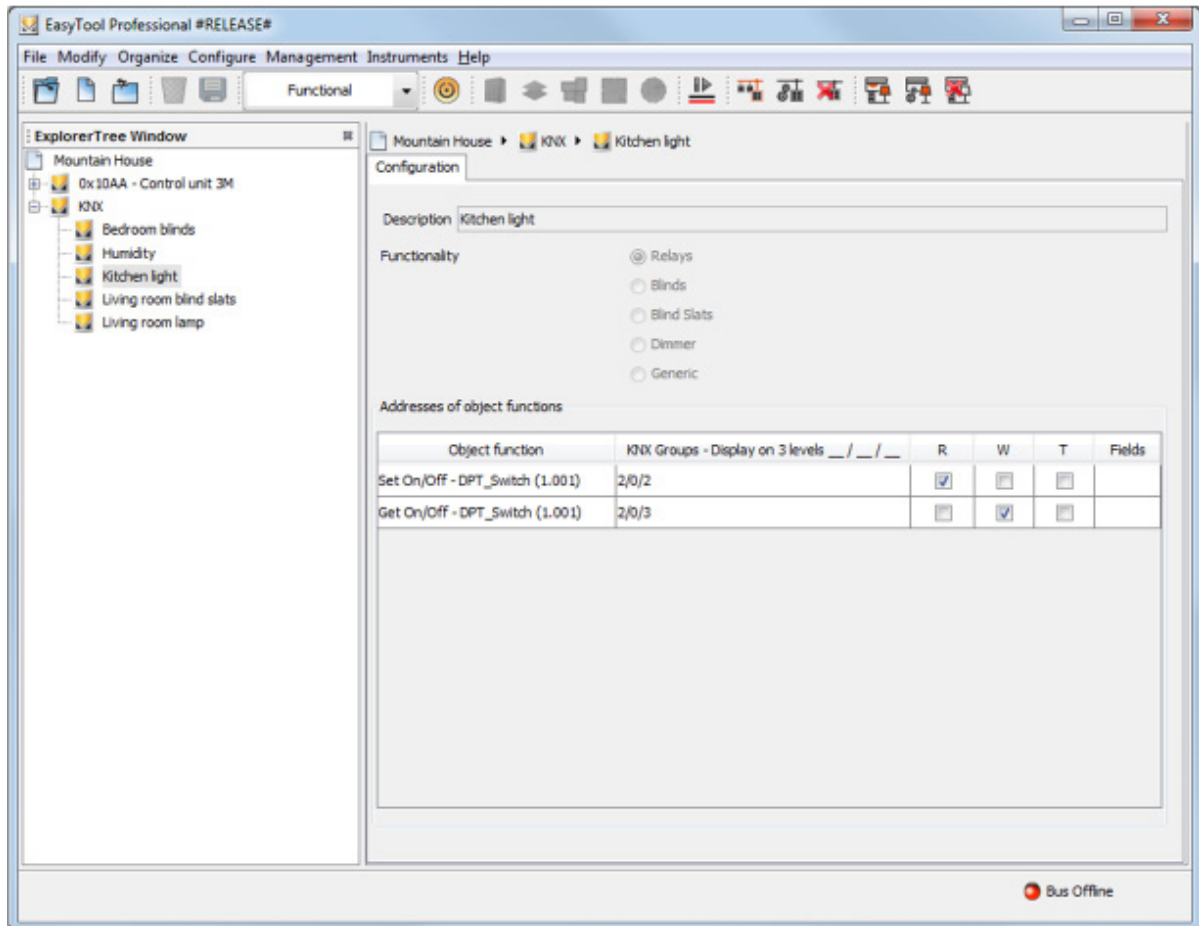 EasyTool Professional #RELEASE#
File Modify Organize Configure Management Instruments Help
Functional
ExplorerTree Window
Mountain House
0x10AA - Control unit 3M
KNX
Bedroom blinds
Humidity
Kitchen light
Living room blind slats
Living room lamp
Mountain House KNX Kitchen light
Configuration
Description Kitchen light
Functionality Relays
Blinds
Blind Slats
Dimmer
Generic
Addresses of object functions
Object function KNX Groups - Display on 3 levels __ / __ / __ R W T Fields
Set On/Off - DPT_Switch (1.001) 2/0/2
Get On/Off - DPT_Switch (1.001) 2/0/3
Bus Offline